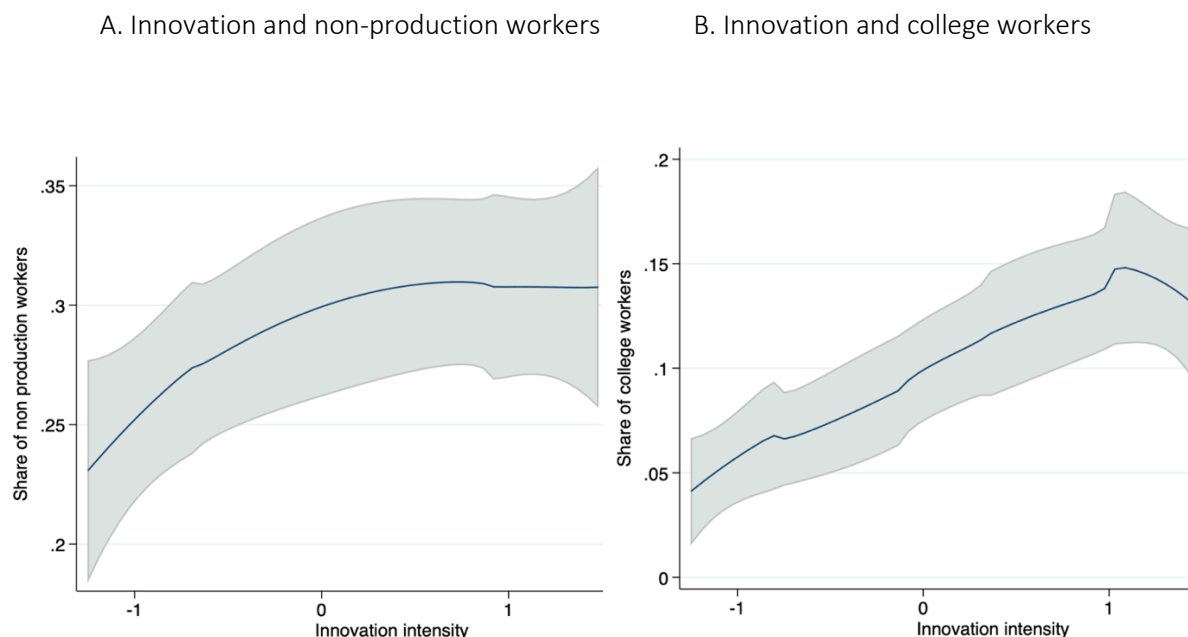 A. Innovation and non-production workers
B. Innovation and college workers
Share of non production workers
.35
.3
.25
.2
-1
0
1
Innovation intensity
Share of college workers
.2
.15
.1
.05
0
-1
0
1
Innovation intensity